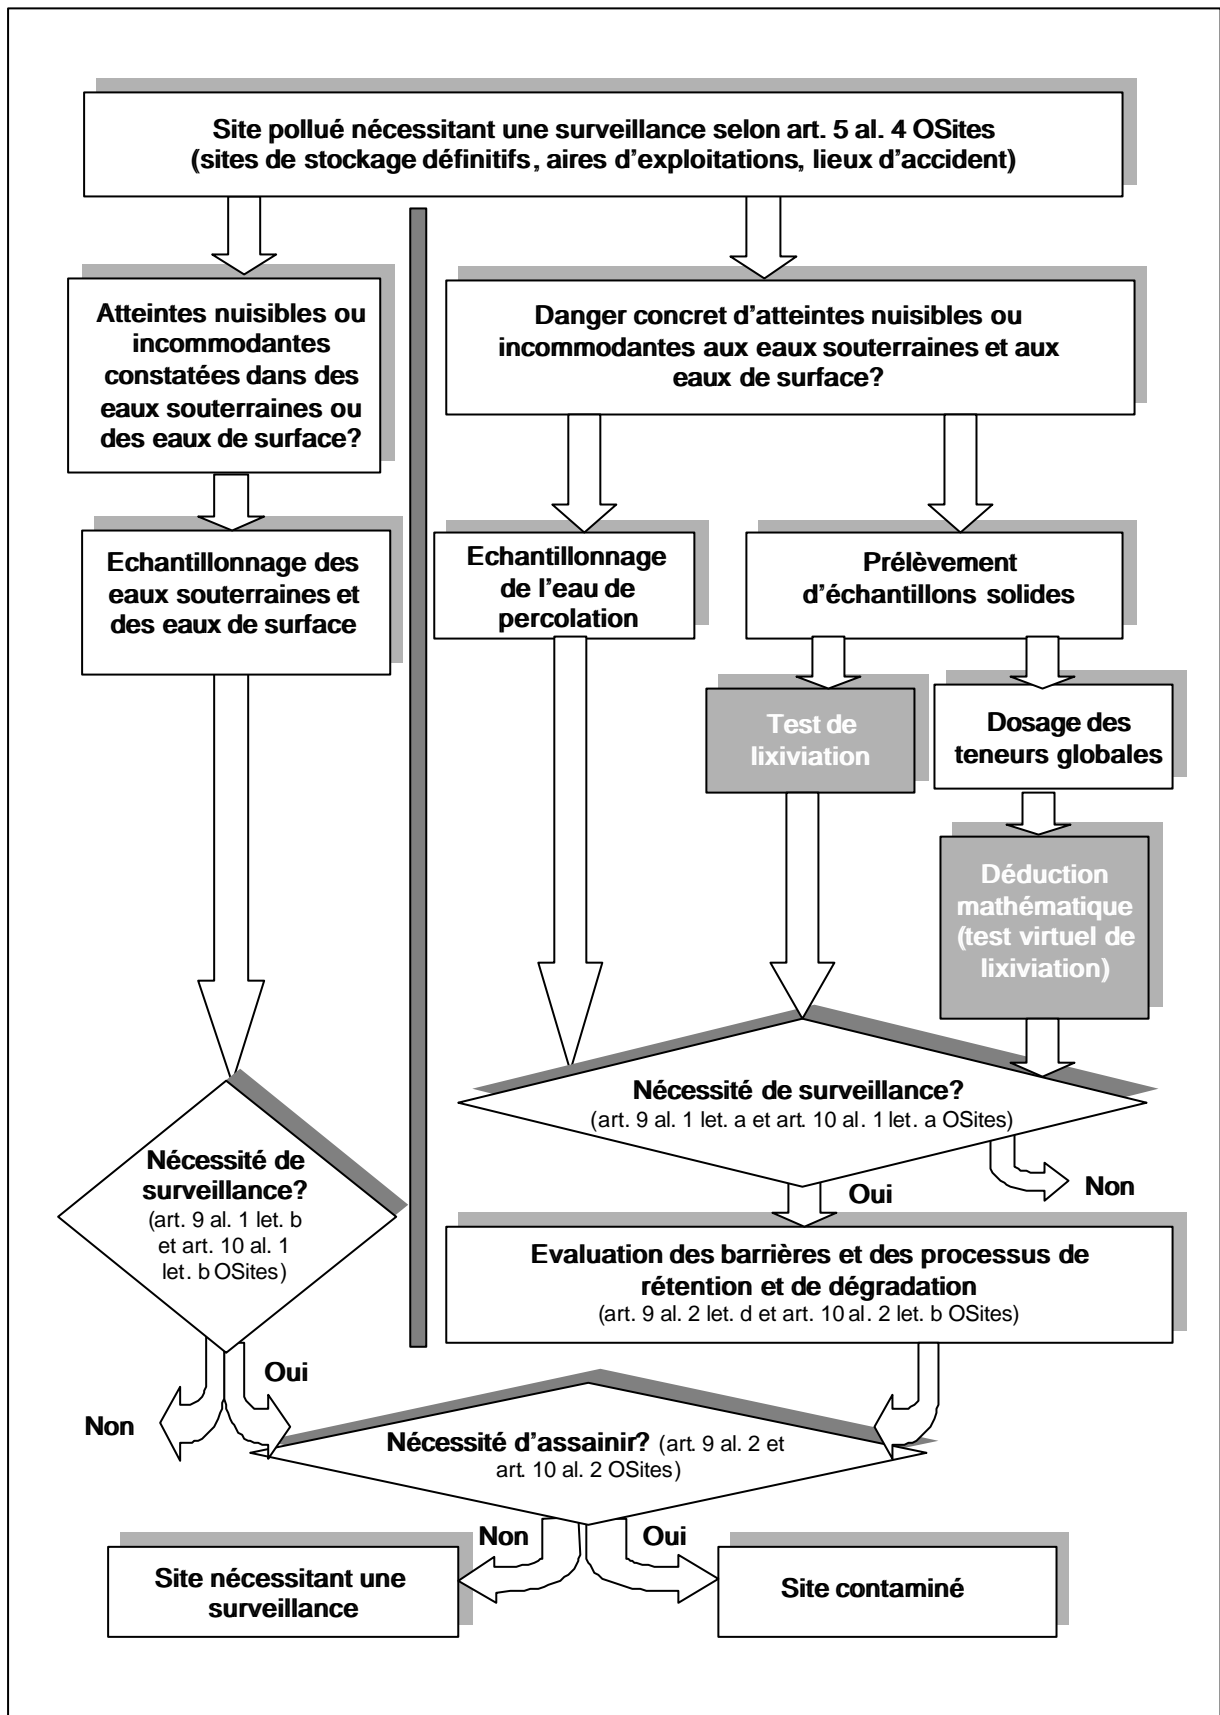 Site pollué nécessitant une surveillance selon art. 5 al. 4 OSites
(sites de stockage définitifs, aires d'exploitations, lieux d'accident)
Atteintes nuisibles ou
incommodantes
constatées dans des
eaux souterraines ou
des eaux de surface?
Danger concret d'atteintes nuisibles ou
incommodantes aux eaux souterraines et aux
eaux de surface?
Echantillonnage des
eaux souterraines et
des eaux de surface
Echantillonnage
de l'eau de
percolation
Prélèvement
d'échantillons solides
Test de
lixiviation
Dosage des
teneurs globales
Déduction
mathématique
(test virtuel de
lixiviation)
Nécessité de surveillance?
(art. 9 al. 1 let. a et art. 10 al. 1 let. a OSites)
Nécessité de
surveillance?
(art. 9 al. 1 let. b
et art. 10 al. 1
let. b OSites)
Oui
Non
Evaluation des barrières et des processus de
rétention et de dégradation
(art. 9 al. 2 let. d et art. 10 al. 2 let. b OSites)
Oui
Non
Nécessité d'assainir? (art. 9 al. 2 et
art. 10 al. 2 OSites)
Non
Oui
Site nécessitant une
surveillance
Site contaminé